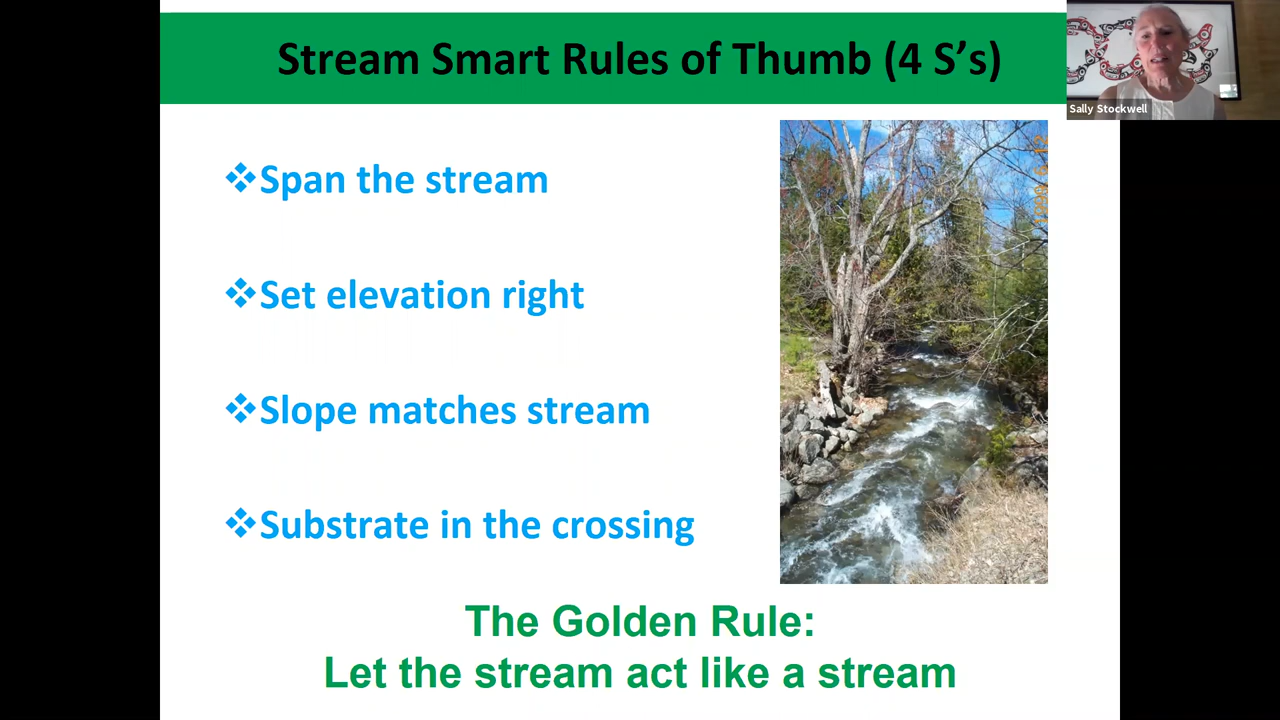 Stream Smart Rules of Thumb (4 S’s)
Sally Stockwell
❖Span the stream
❖Set elevation right
❖Slope matches stream
❖Substrate in the crossing
The Golden Rule:
Let the stream act like a stream